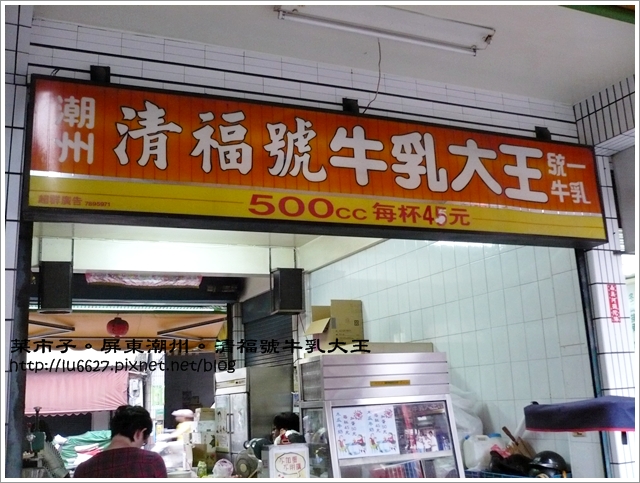 潮州
清福號牛乳大王
統一
牛乳
500cc 每杯45元
菜市子。屏東潮州。清福號牛乳大王
http://lu6627.pixnet.net/blog